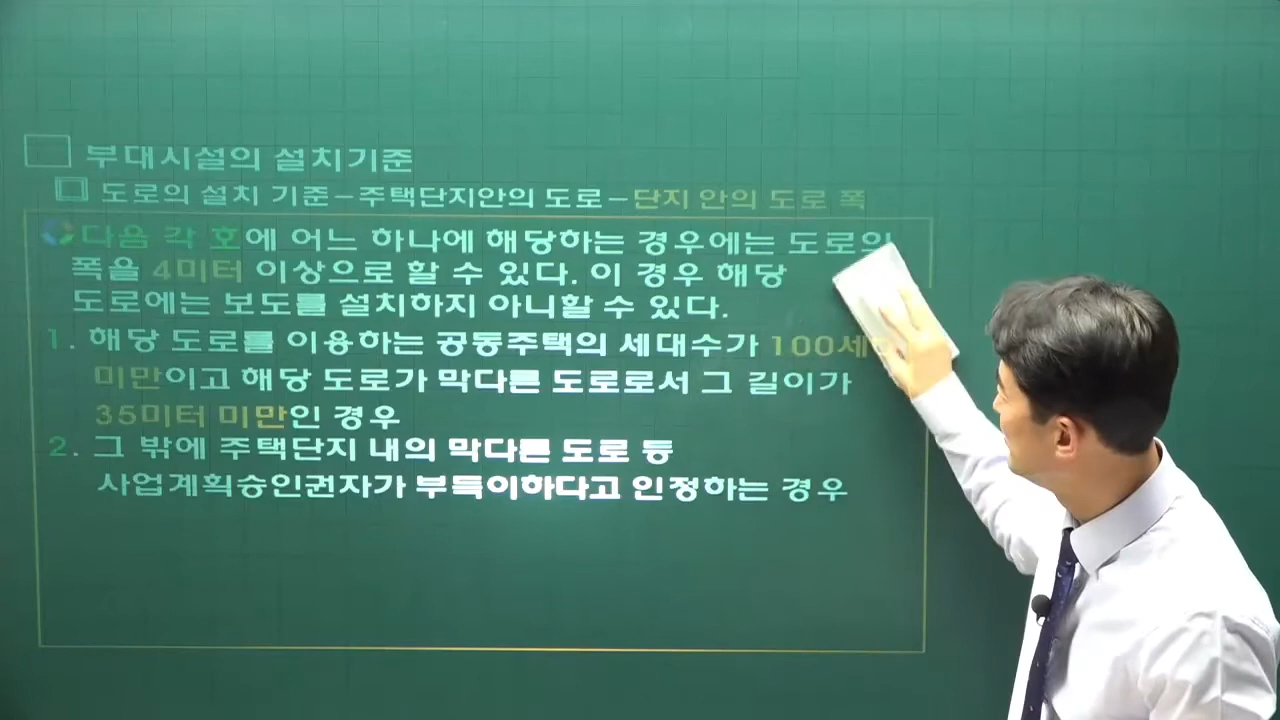 부대시설의 설치기준
도로의 설치 기준-주택단지안의 도로-단지 안의 도로 폭
다음 각 호에 어느 하나에 해당하는 경우에는 도로의
폭을 4미터 이상으로 할 수 있다. 이 경우 해당
도로에는 보도를 설치하지 아니할 수 있다.
1. 해당 도로를 이용하는 공동주택의 세대수가 100세
미만이고 해당 도로가 막다른 도로로서 그 길이가
35미터 미만인 경우
2. 그 밖에 주택단지 내의 막다른 도로 등
사업계획승인권자가 부득이하다고 인정하는 경우